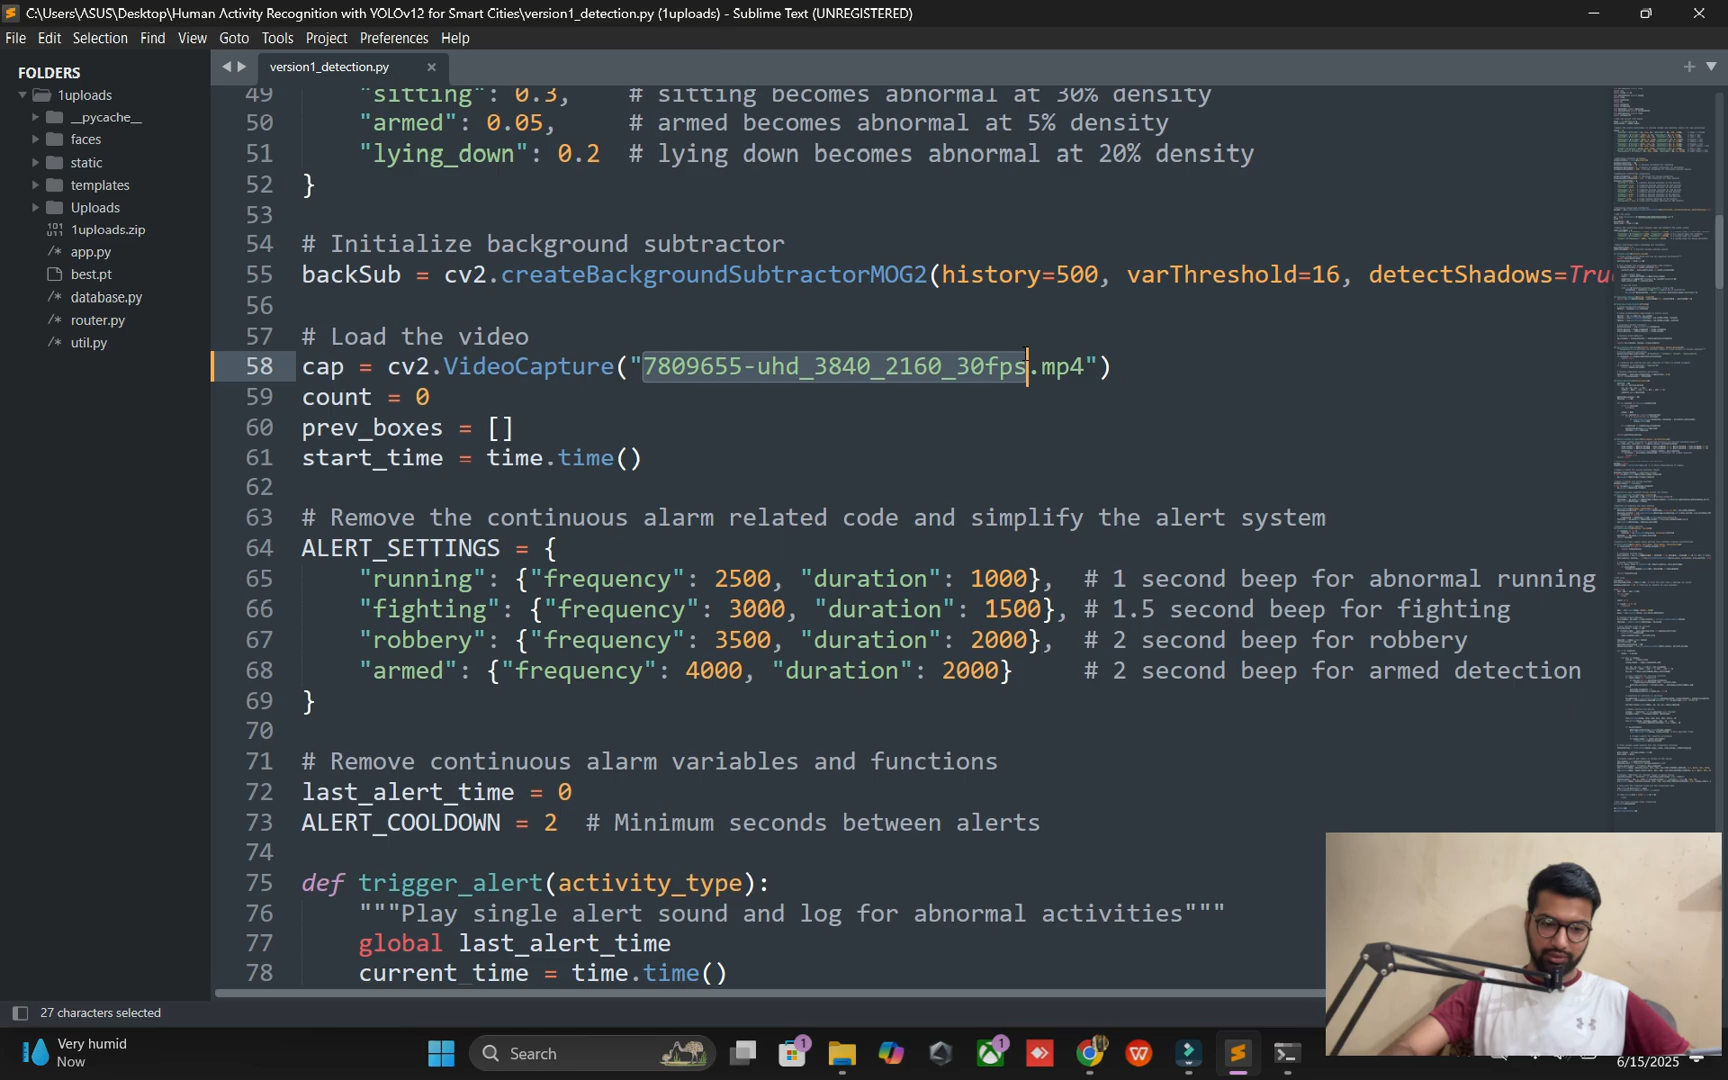 C:\Users\ASUS\Desktop\Human Activity Recognition with YOLOv12 for Smart Cities\version1_detection.py (1uploads) - Sublime Text (UNREGISTERED)
File Edit Selection Find View Goto Tools Project Preferences Help
FOLDERS
1uploads
__pycache__
faces
static
templates
Uploads
1uploads.zip
app.py
best.pt
database.py
router.py
util.py
version1_detection.py
49 "sitting": 0.3, # sitting becomes abnormal at 30% density
50 "armed": 0.05, # armed becomes abnormal at 5% density
51 "lying_down": 0.2 # lying down becomes abnormal at 20% density
52 }
53
54 # Initialize background subtractor
55 backSub = cv2.createBackgroundSubtractorMOG2(history=500, varThreshold=16, detectShadows=Tru
56
57 # Load the video
58 cap = cv2.VideoCapture("7809655-uhd_3840_2160_30fps.mp4")
59 count = 0
60 prev_boxes = []
61 start_time = time.time()
62
63 # Remove the continuous alarm related code and simplify the alert system
64 ALERT_SETTINGS = {
65 "running": {"frequency": 2500, "duration": 1000}, # 1 second beep for abnormal running
66 "fighting": {"frequency": 3000, "duration": 1500}, # 1.5 second beep for fighting
67 "robbery": {"frequency": 3500, "duration": 2000}, # 2 second beep for robbery
68 "armed": {"frequency": 4000, "duration": 2000} # 2 second beep for armed detection
69 }
70
71 # Remove continuous alarm variables and functions
72 last_alert_time = 0
73 ALERT_COOLDOWN = 2 # Minimum seconds between alerts
74
75 def trigger_alert(activity_type):
76 """Play single alert sound and log for abnormal activities"""
77 global last_alert_time
78 current_time = time.time()
27 characters selected
Very humid
Now
Search
1
1
6/15/2025